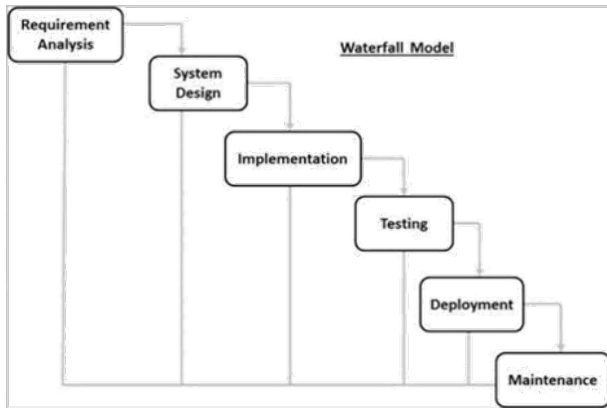 Requirement
Analysis
Waterfall Model
System
Design
Implementation
Testing
Deployment
Maintenance